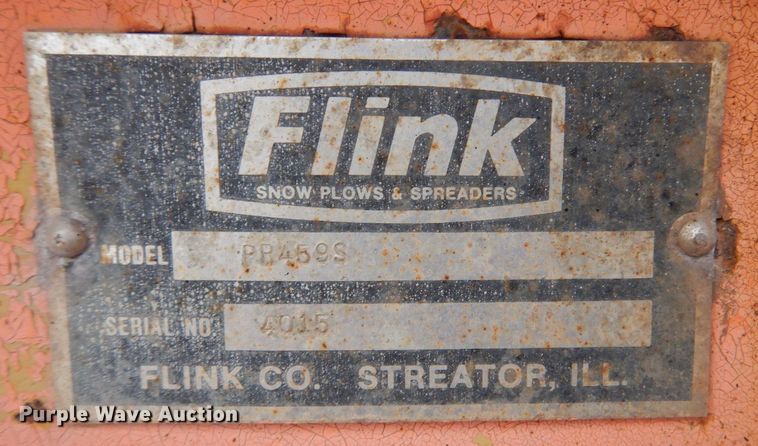 Flink
SNOW PLOWS & SPREADERS
MODEL PR459S
SERIAL NO 4015
FLINK CO. STREATOR, ILL.
Purple Wave Auction